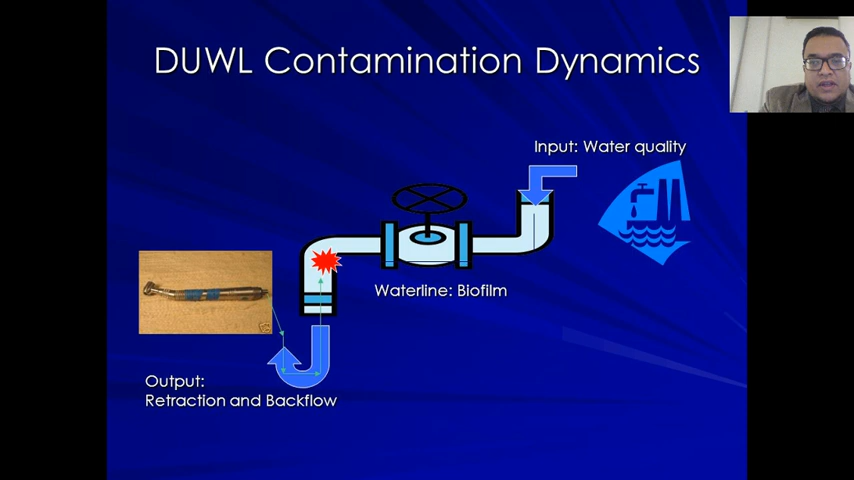 DUWL Contamination Dynamics
Input: Water quality
Waterline: Biofilm
Output:
Retraction and Backflow